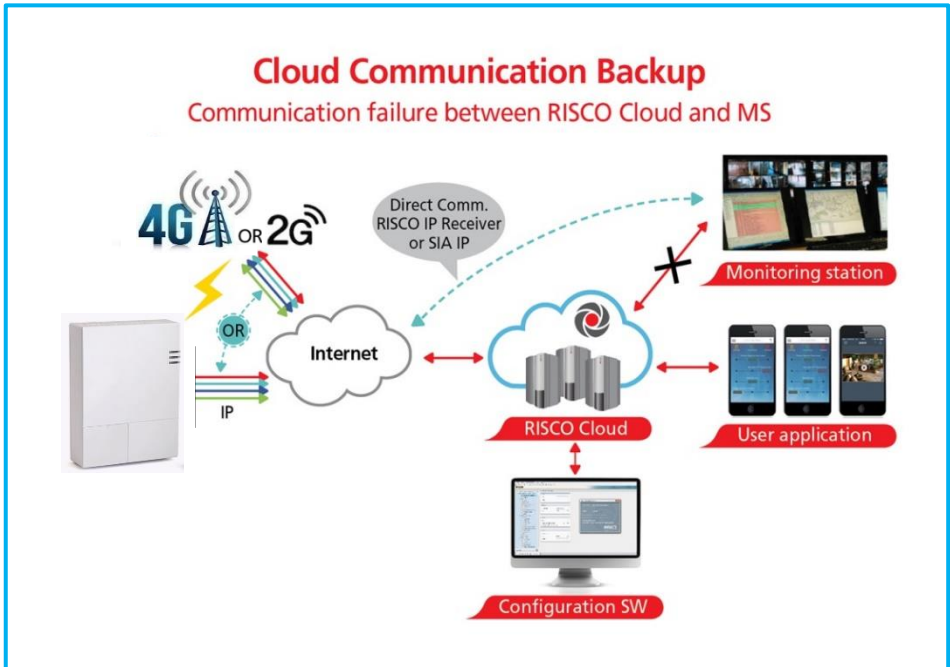 Cloud Communication Backup
Communication failure between RISCO Cloud and MS
4G OR 2G
Direct Comm.
RISCO IP Receiver
or SIA IP
Monitoring station
OR
Internet
IP
RISCO Cloud
User application
Configuration SW